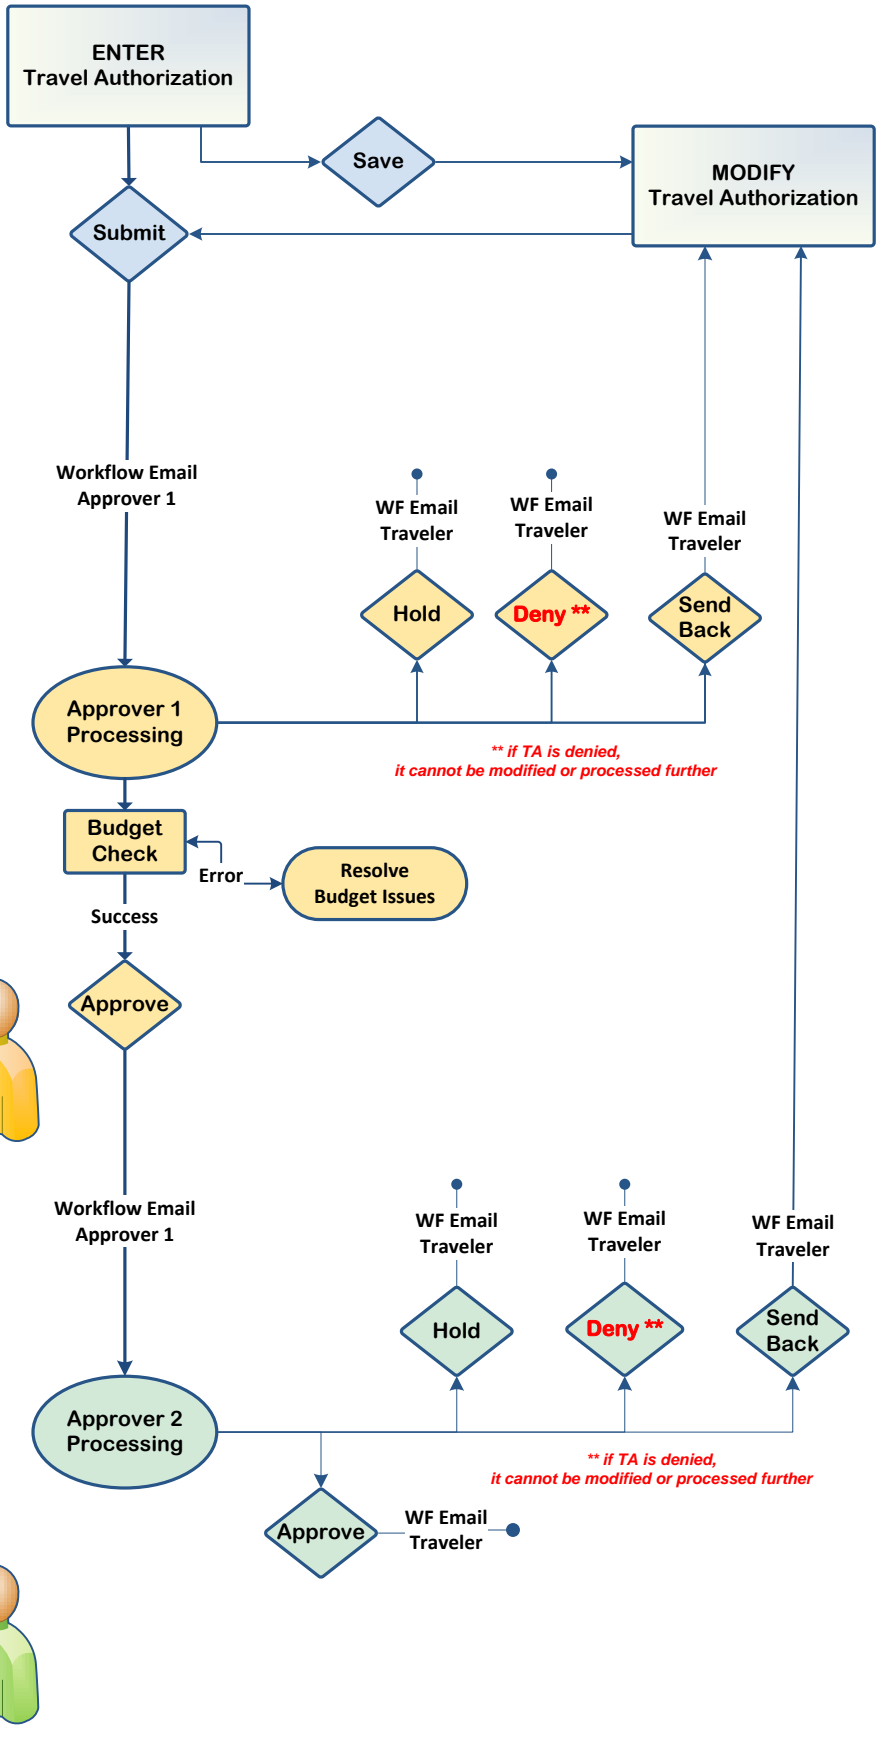 ENTER
Travel Authorization
Save
MODIFY
Travel Authorization
Submit
Workflow Email
Approver 1
WF Email
Traveler
WF Email
Traveler
WF Email
Traveler
Hold
Deny **
Send
Back
Approver 1
Processing
** if TA is denied,
it cannot be modified or processed further
Budget
Check
Error
Resolve
Budget Issues
Success
Approve
Workflow Email
Approver 1
WF Email
Traveler
WF Email
Traveler
WF Email
Traveler
Hold
Deny **
Send
Back
Approver 2
Processing
** if TA is denied,
it cannot be modified or processed further
Approve
WF Email
Traveler